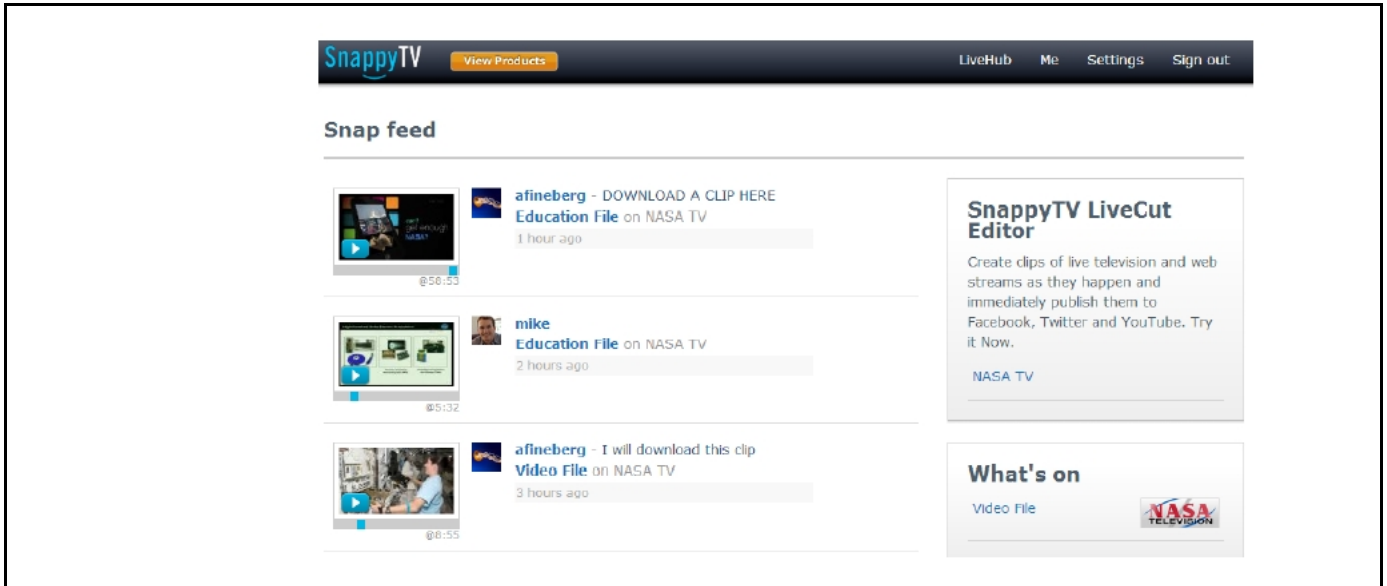 SnappyTV
View Products
LiveHub Me Settings Sign out
Snap feed
get enough
NASA?
@58:53
afineberg - DOWNLOAD A CLIP HERE
Education File on NASA TV
1 hour ago
@5:32
mike
Education File on NASA TV
2 hours ago
@8:55
afineberg - I will download this clip
Video File on NASA TV
3 hours ago
SnappyTV LiveCut
Editor
Create clips of live television and web
streams as they happen and
immediately publish them to
Facebook, Twitter and YouTube. Try
it Now.
NASA TV
What's on
Video File
NASA
TELEVISION